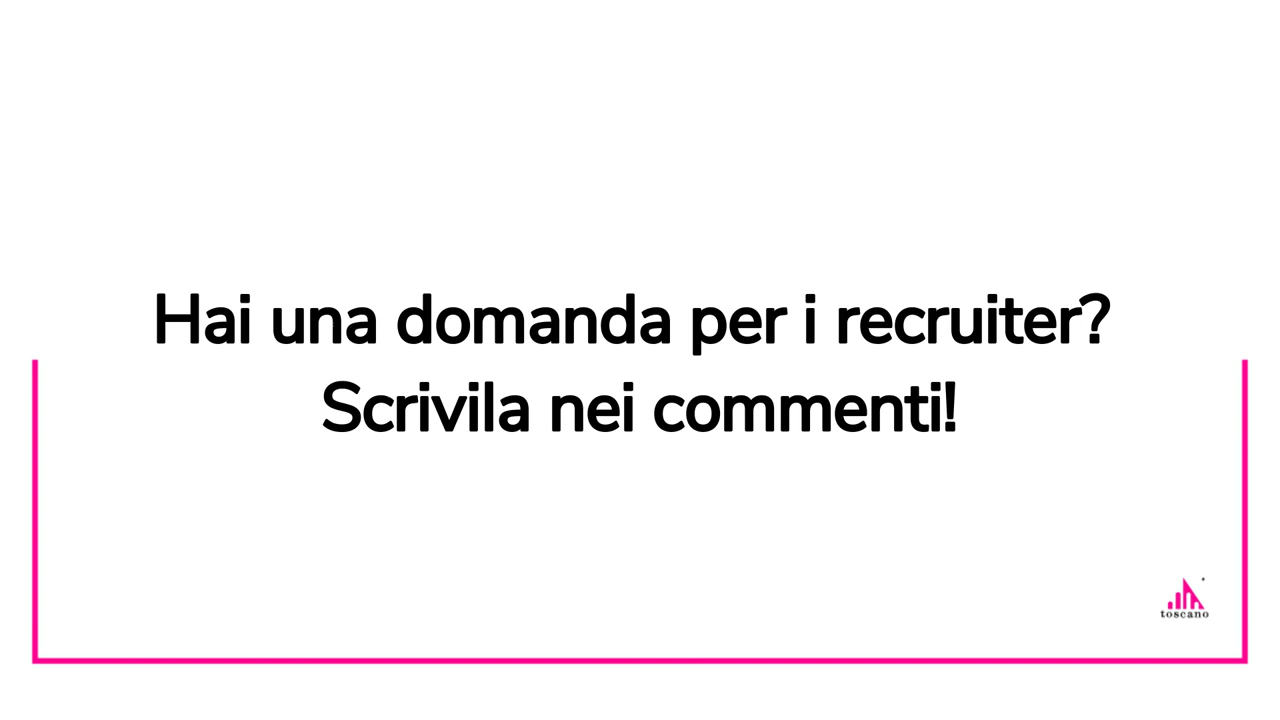 Hai una domanda per i recruiter?
Scrivila nei commenti!
toscano